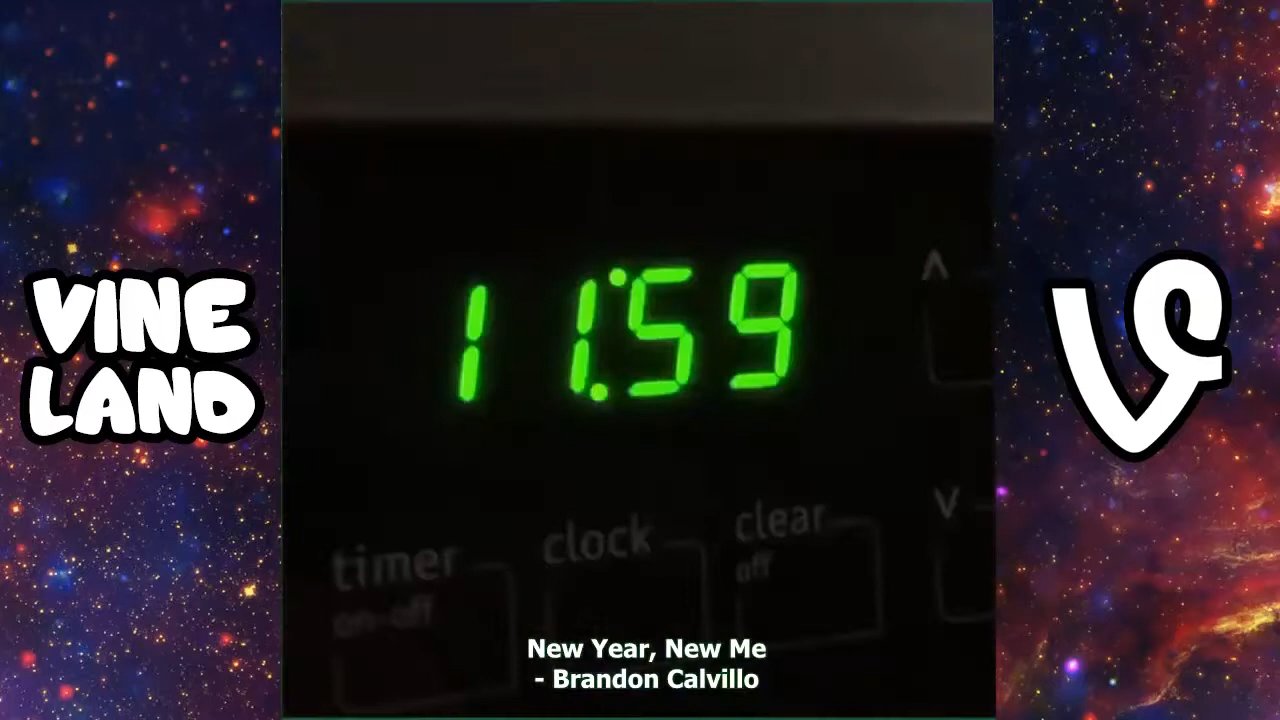 VINE
LAND
11:59
^
timer
on-off
clock
clear
off
v
New Year, New Me
- Brandon Calvillo